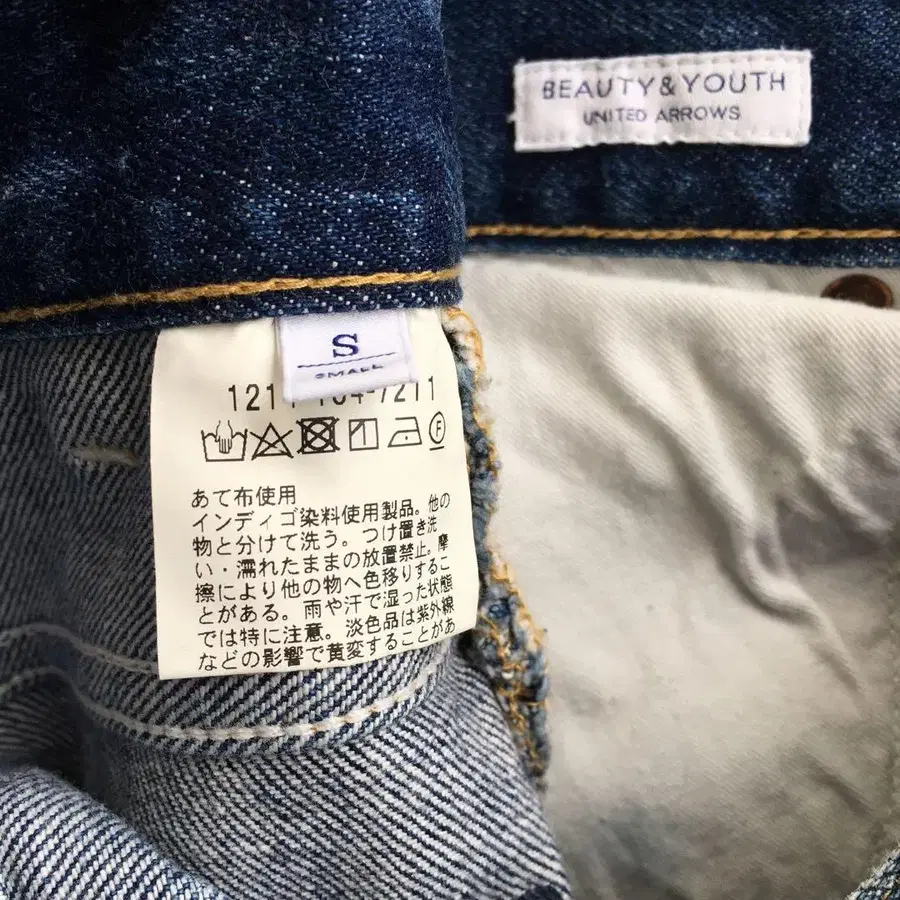 BEAUTY & YOUTH
UNITED ARROWS
S
SMALL
7211
F
あて布使用
インディゴ染料使用製品。他の
物と分けて洗う。つけ置き洗
い・濡れたままの放置禁止。摩
擦により他の物へ色移りするこ
とがある。雨や汗で湿った状態
では特に注意。淡色品は紫外線
などの影響で黄変することがあ